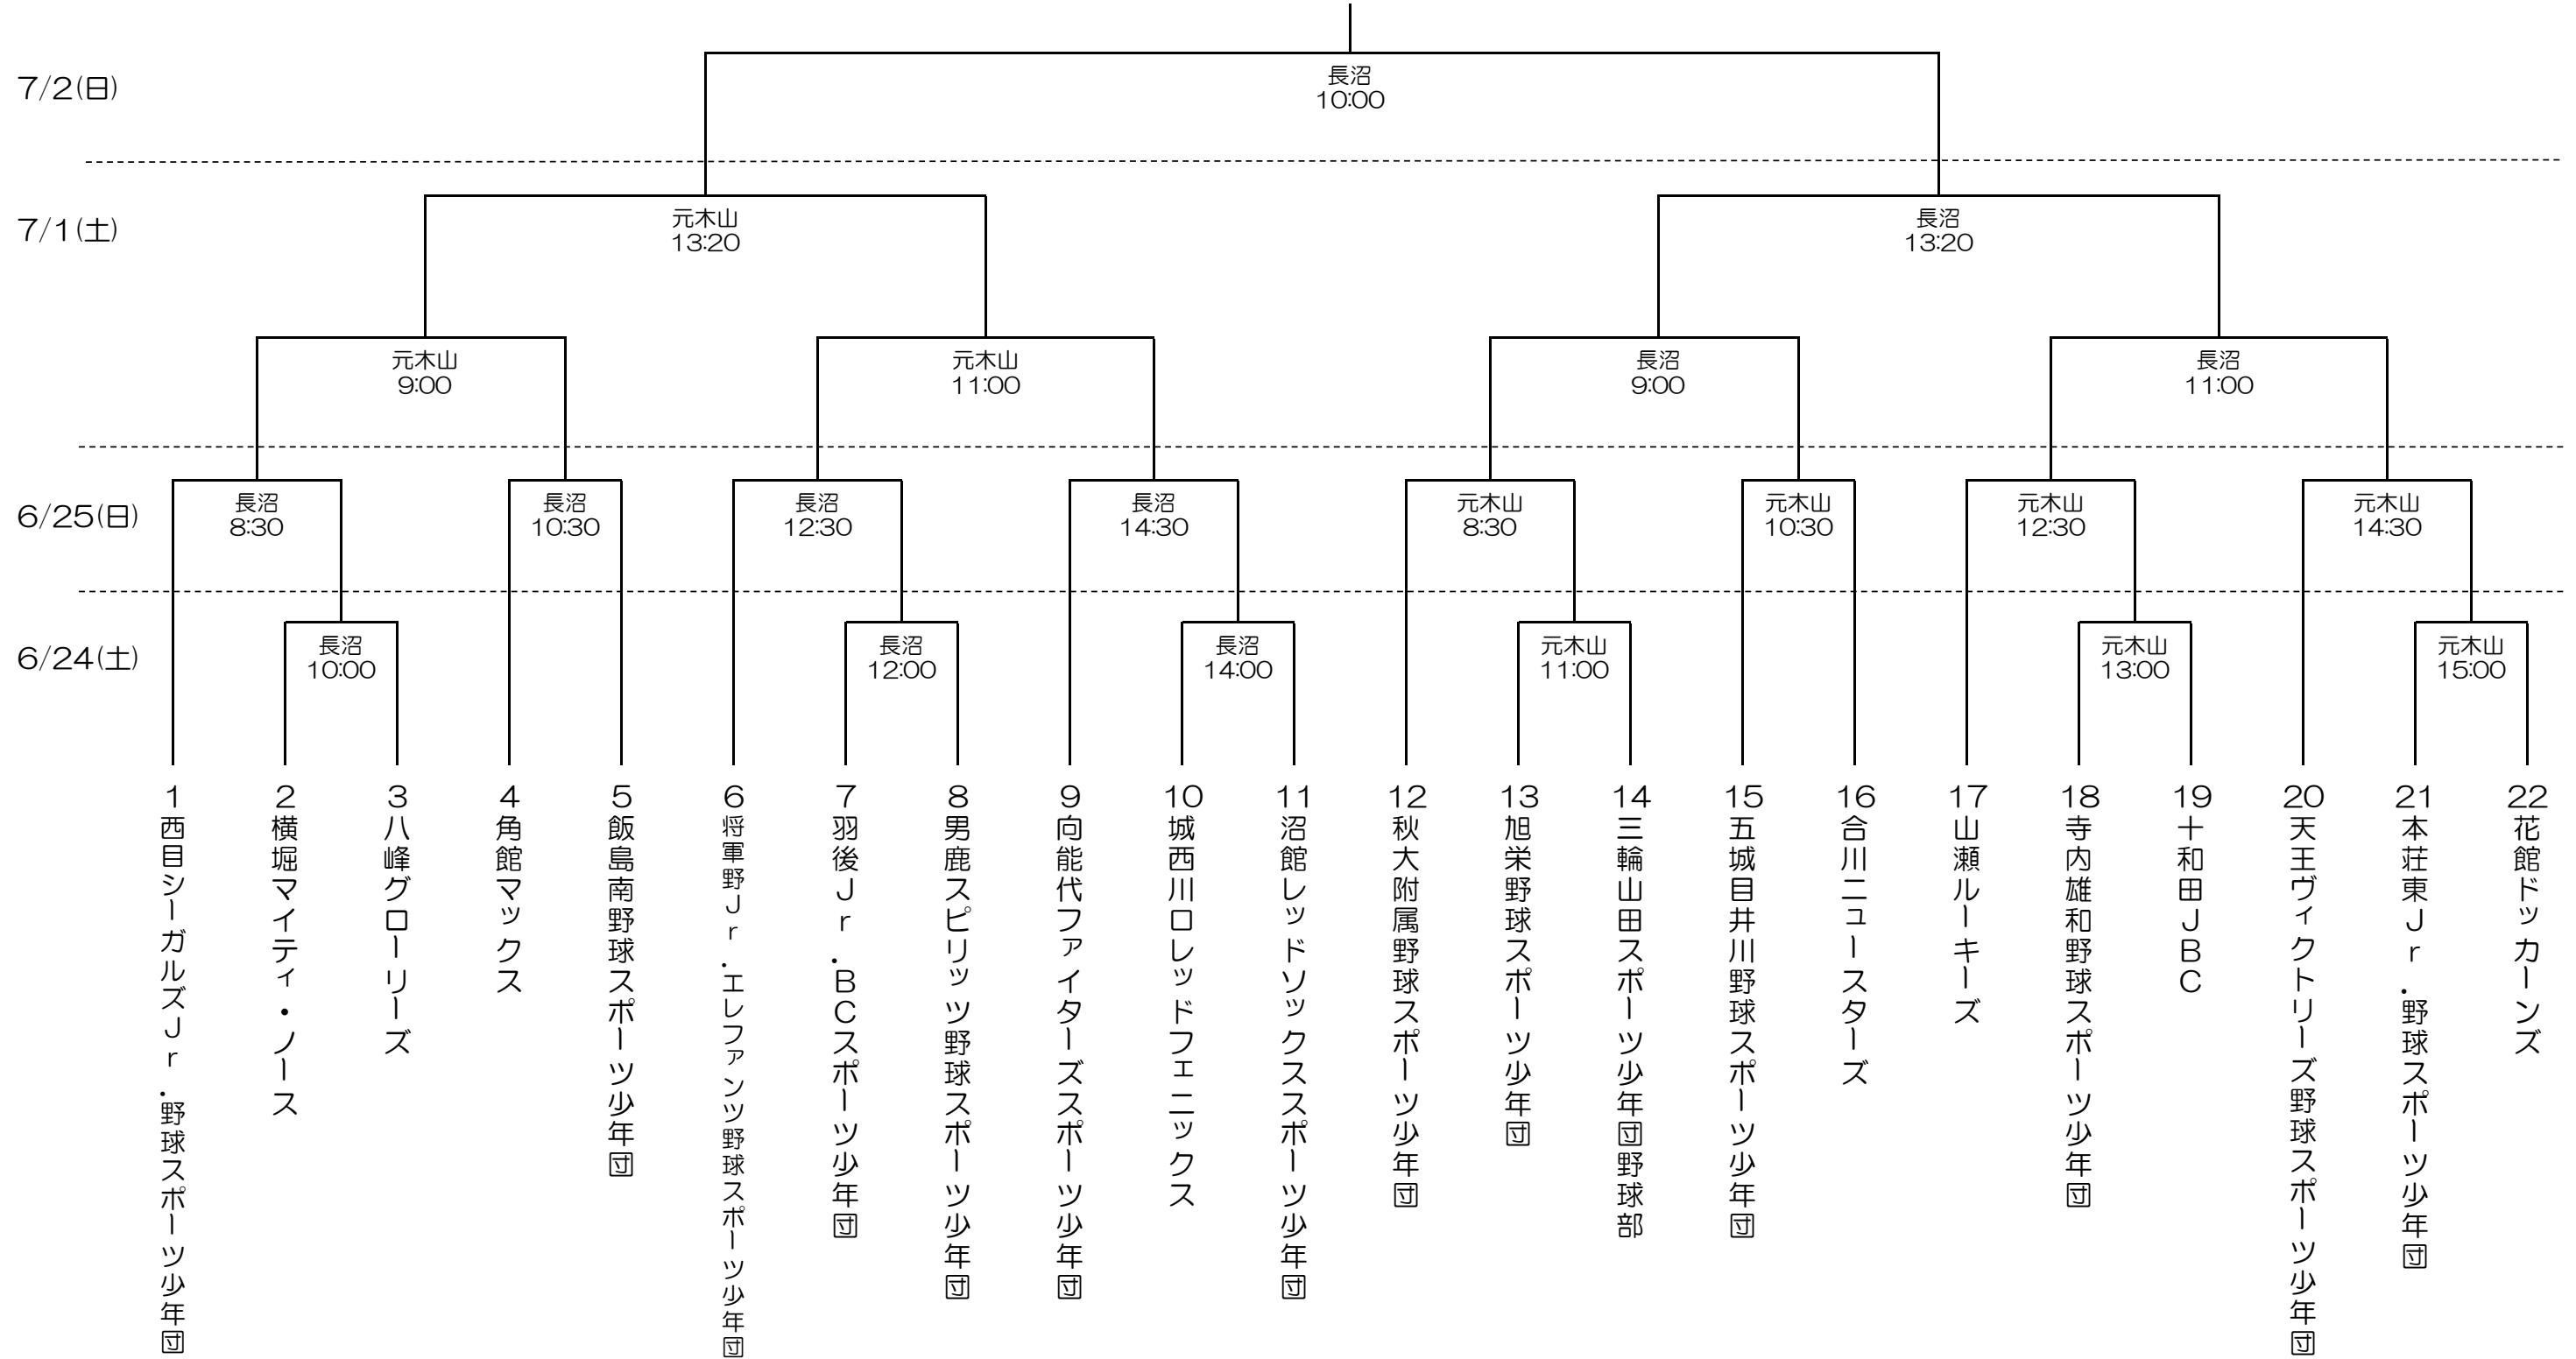 7/2(日)
長沼
10:00
7/1(土)
元木山
13:20
長沼
13:20
元木山
9:00
元木山
11:00
長沼
9:00
長沼
11:00
6/25(日)
長沼
8:30
長沼
10:30
長沼
12:30
長沼
14:30
元木山
8:30
元木山
10:30
元木山
12:30
元木山
14:30
6/24(土)
長沼
10:00
長沼
12:00
長沼
14:00
元木山
11:00
元木山
13:00
元木山
15:00
1
西目シーガルズJr.野球スポーツ少年団
2
横堀マイティ・ノース
3
八峰グローリーズ
4
角館マックス
5
飯島南野球スポーツ少年団
6
将軍野Jr.エレファンツ野球スポーツ少年団
7
羽後Jr.BCスポーツ少年団
8
男鹿スピリッツ野球スポーツ少年団
9
向能代ファイターズスポーツ少年団
10
城西川口レッドフェニックス
11
沼館レッドソックススポーツ少年団
12
秋大附属野球スポーツ少年団
13
旭栄野球スポーツ少年団
14
三輪山田スポーツ少年団野球部
15
五城目井川野球スポーツ少年団
16
合川ニュースターズ
17
山瀬ルーキーズ
18
寺内雄和野球スポーツ少年団
19
十和田JBC
20
天王ヴィクトリーズ野球スポーツ少年団
21
本荘東Jr.野球スポーツ少年団
22
花館ドッカーンズ